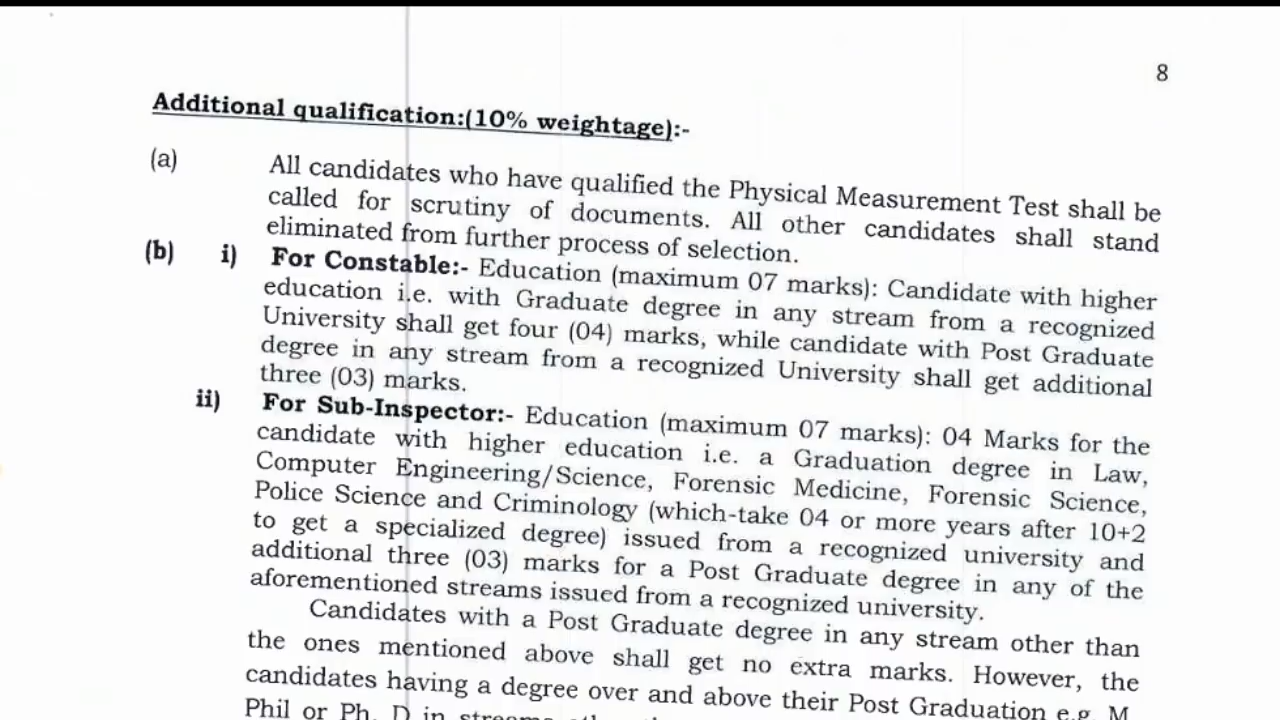 8
Additional qualification:(10% weightage):-
(a) All candidates who have qualified the Physical Measurement Test shall be
called for scrutiny of documents. All other candidates shall stand
eliminated from further process of selection.
(b) i) For Constable:- Education (maximum 07 marks): Candidate with higher
education i.e. with Graduate degree in any stream from a recognized
University shall get four (04) marks, while candidate with Post Graduate
degree in any stream from a recognized University shall get additional
three (03) marks.
ii) For Sub-Inspector:- Education (maximum 07 marks): 04 Marks for the
candidate with higher education i.e. a Graduation degree in Law,
Computer Engineering/Science, Forensic Medicine, Forensic Science,
Police Science and Criminology (which-take 04 or more years after 10+2
to get a specialized degree) issued from a recognized university and
additional three (03) marks for a Post Graduate degree in any of the
aforementioned streams issued from a recognized university.
Candidates with a Post Graduate degree in any stream other than
the ones mentioned above shall get no extra marks. However, the
candidates having a degree over and above their Post Graduation e.g. M
Phil or Ph. D in streams